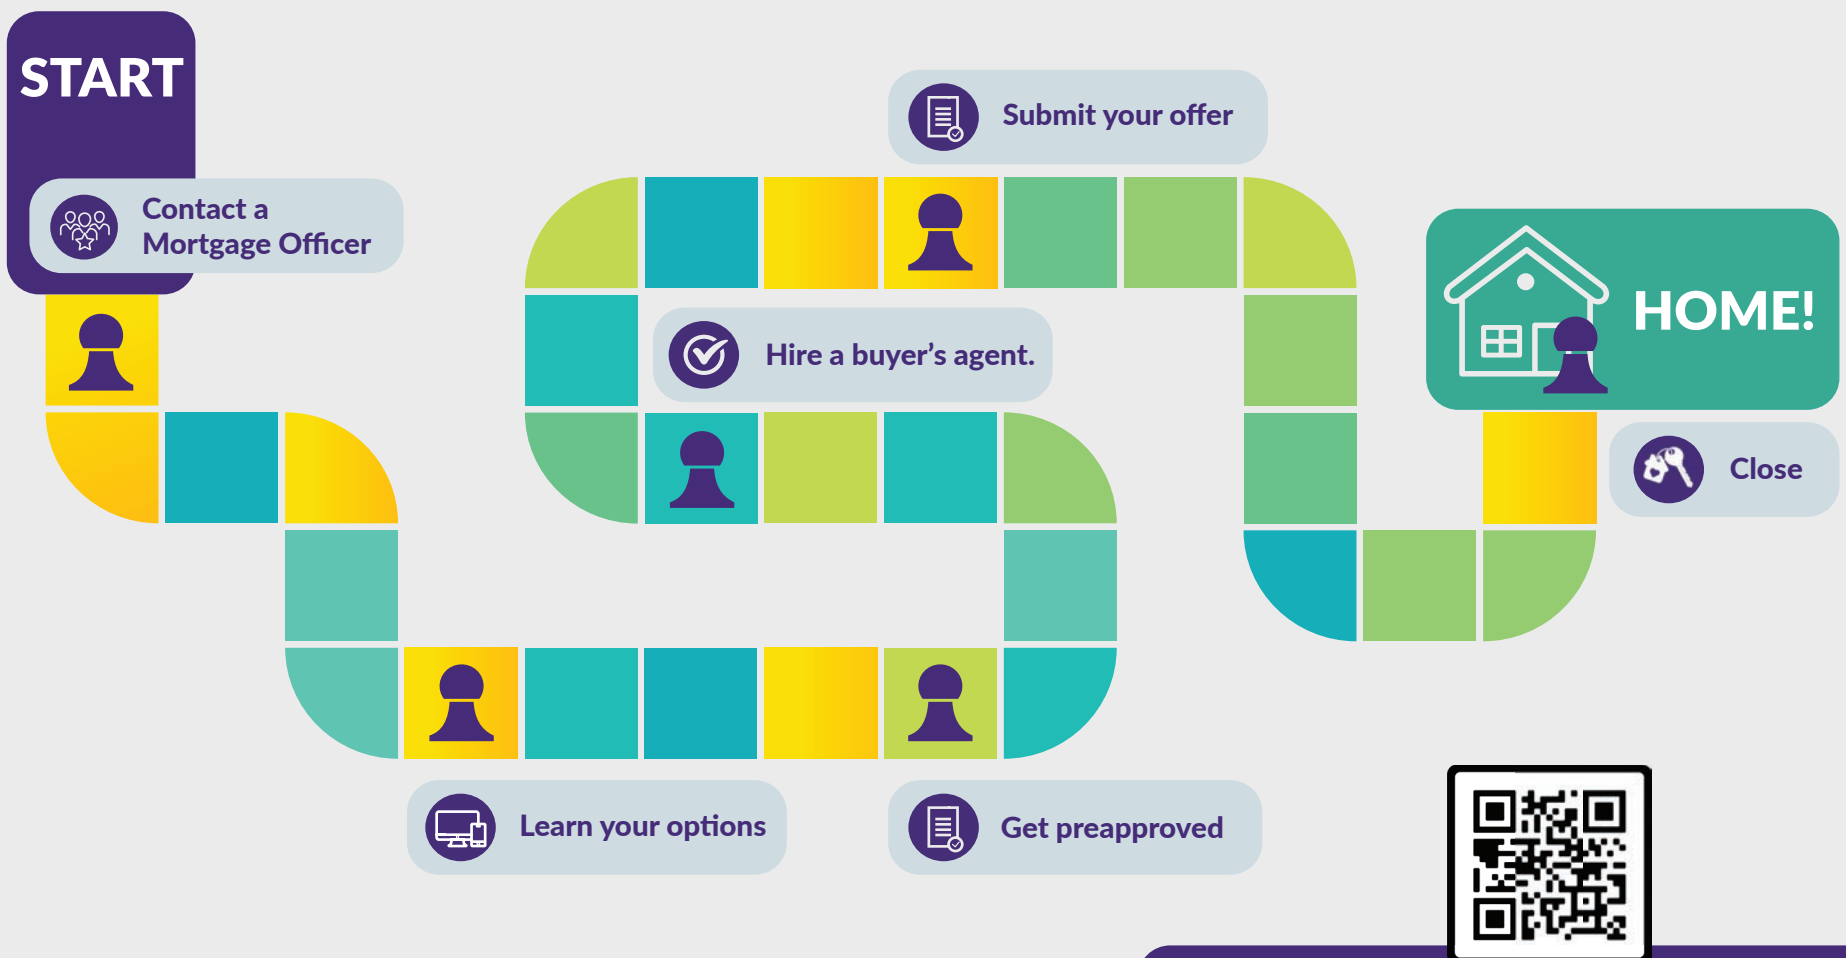 START
Contact a
Mortgage Officer
Submit your offer
Hire a buyer’s agent.
HOME!
Close
Learn your options
Get preapproved